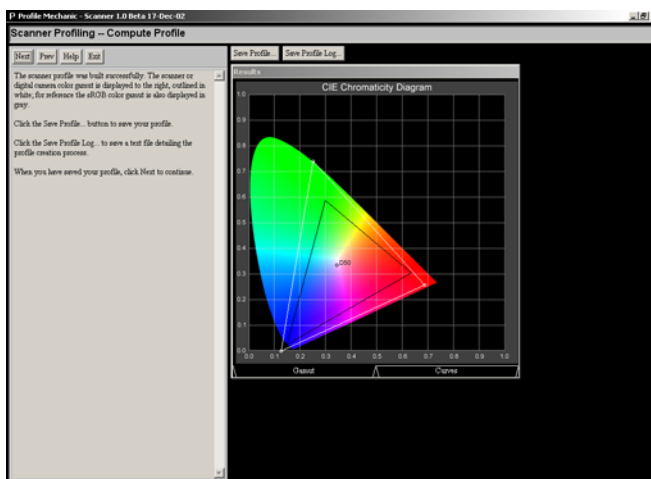 Profile Mechanic - Scanner 1.0 Beta 17-Dec-02
Scanner Profiling -- Compute Profile
Next Prev Help Exit
The scanner profile was built successfully. The scanner or
digital camera color gamut is displayed to the right, outlined in
white; for reference the sRGB color gamut is also displayed in
gray.
Click the Save Profile... button to save your profile.
Click the Save Profile Log... to save a text file detailing the
profile creation process.
When you have saved your profile, click Next to continue.
Save Profile... Save Profile Log...
Results
CIE Chromaticity Diagram
1.0
0.9
0.8
0.7
0.6
0.5
0.4
0.3
0.2
0.1
0.0
D50
0.0 0.1 0.2 0.3 0.4 0.5 0.6 0.7 0.8 0.9 1.0
Gamut Curves